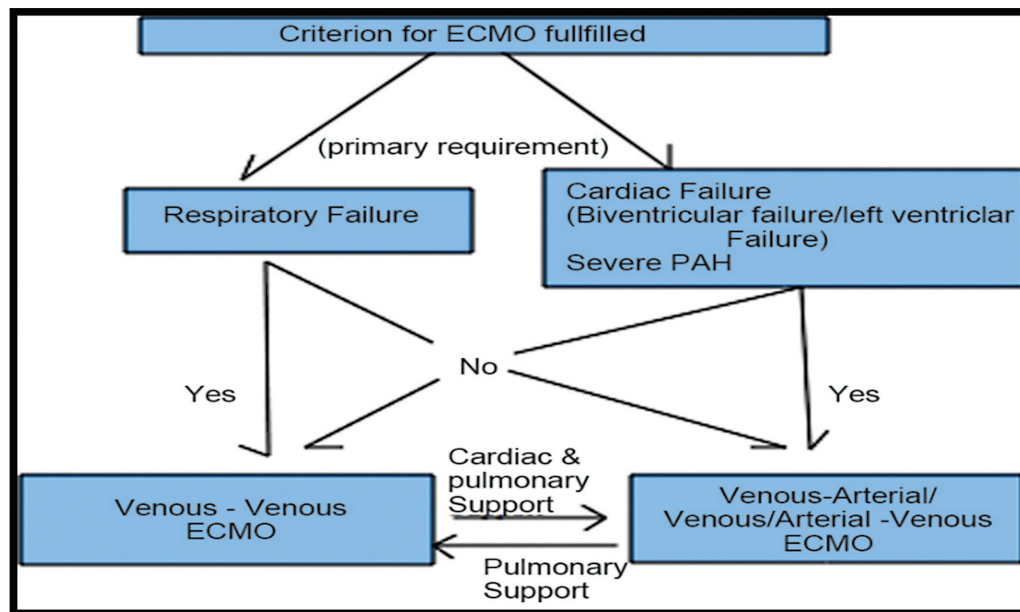 Criterion for ECMO fullfilled
(primary requirement)
Respiratory Failure
Cardiac Failure
(Biventricular failure/left ventriclar
Failure)
Severe PAH
No
Yes
Yes
Cardiac &
pulmonary
Support
Venous - Venous
ECMO
Venous-Arterial/
Venous/Arterial -Venous
ECMO
Pulmonary
Support